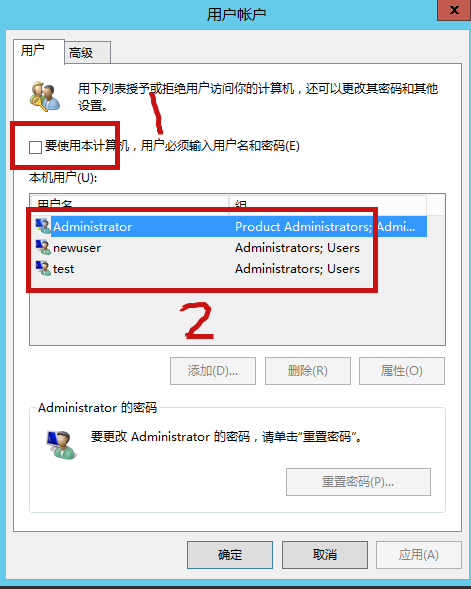 用户帐户
x
用户
高级
用下列表授予或拒绝用户访问你的计算机，还可以更改其密码和其他
设置。
1
要使用本计算机，用户必须输入用户名和密码(E)
本机用户(U):
用户名 组
Administrator Product Administrators; Admi...
newuser Administrators; Users
test Administrators; Users
2
添加(D)... 删除(R) 属性(O)
Administrator 的密码
要更改 Administrator 的密码，请单击"重置密码"。
重置密码(P)...
确定 取消 应用(A)